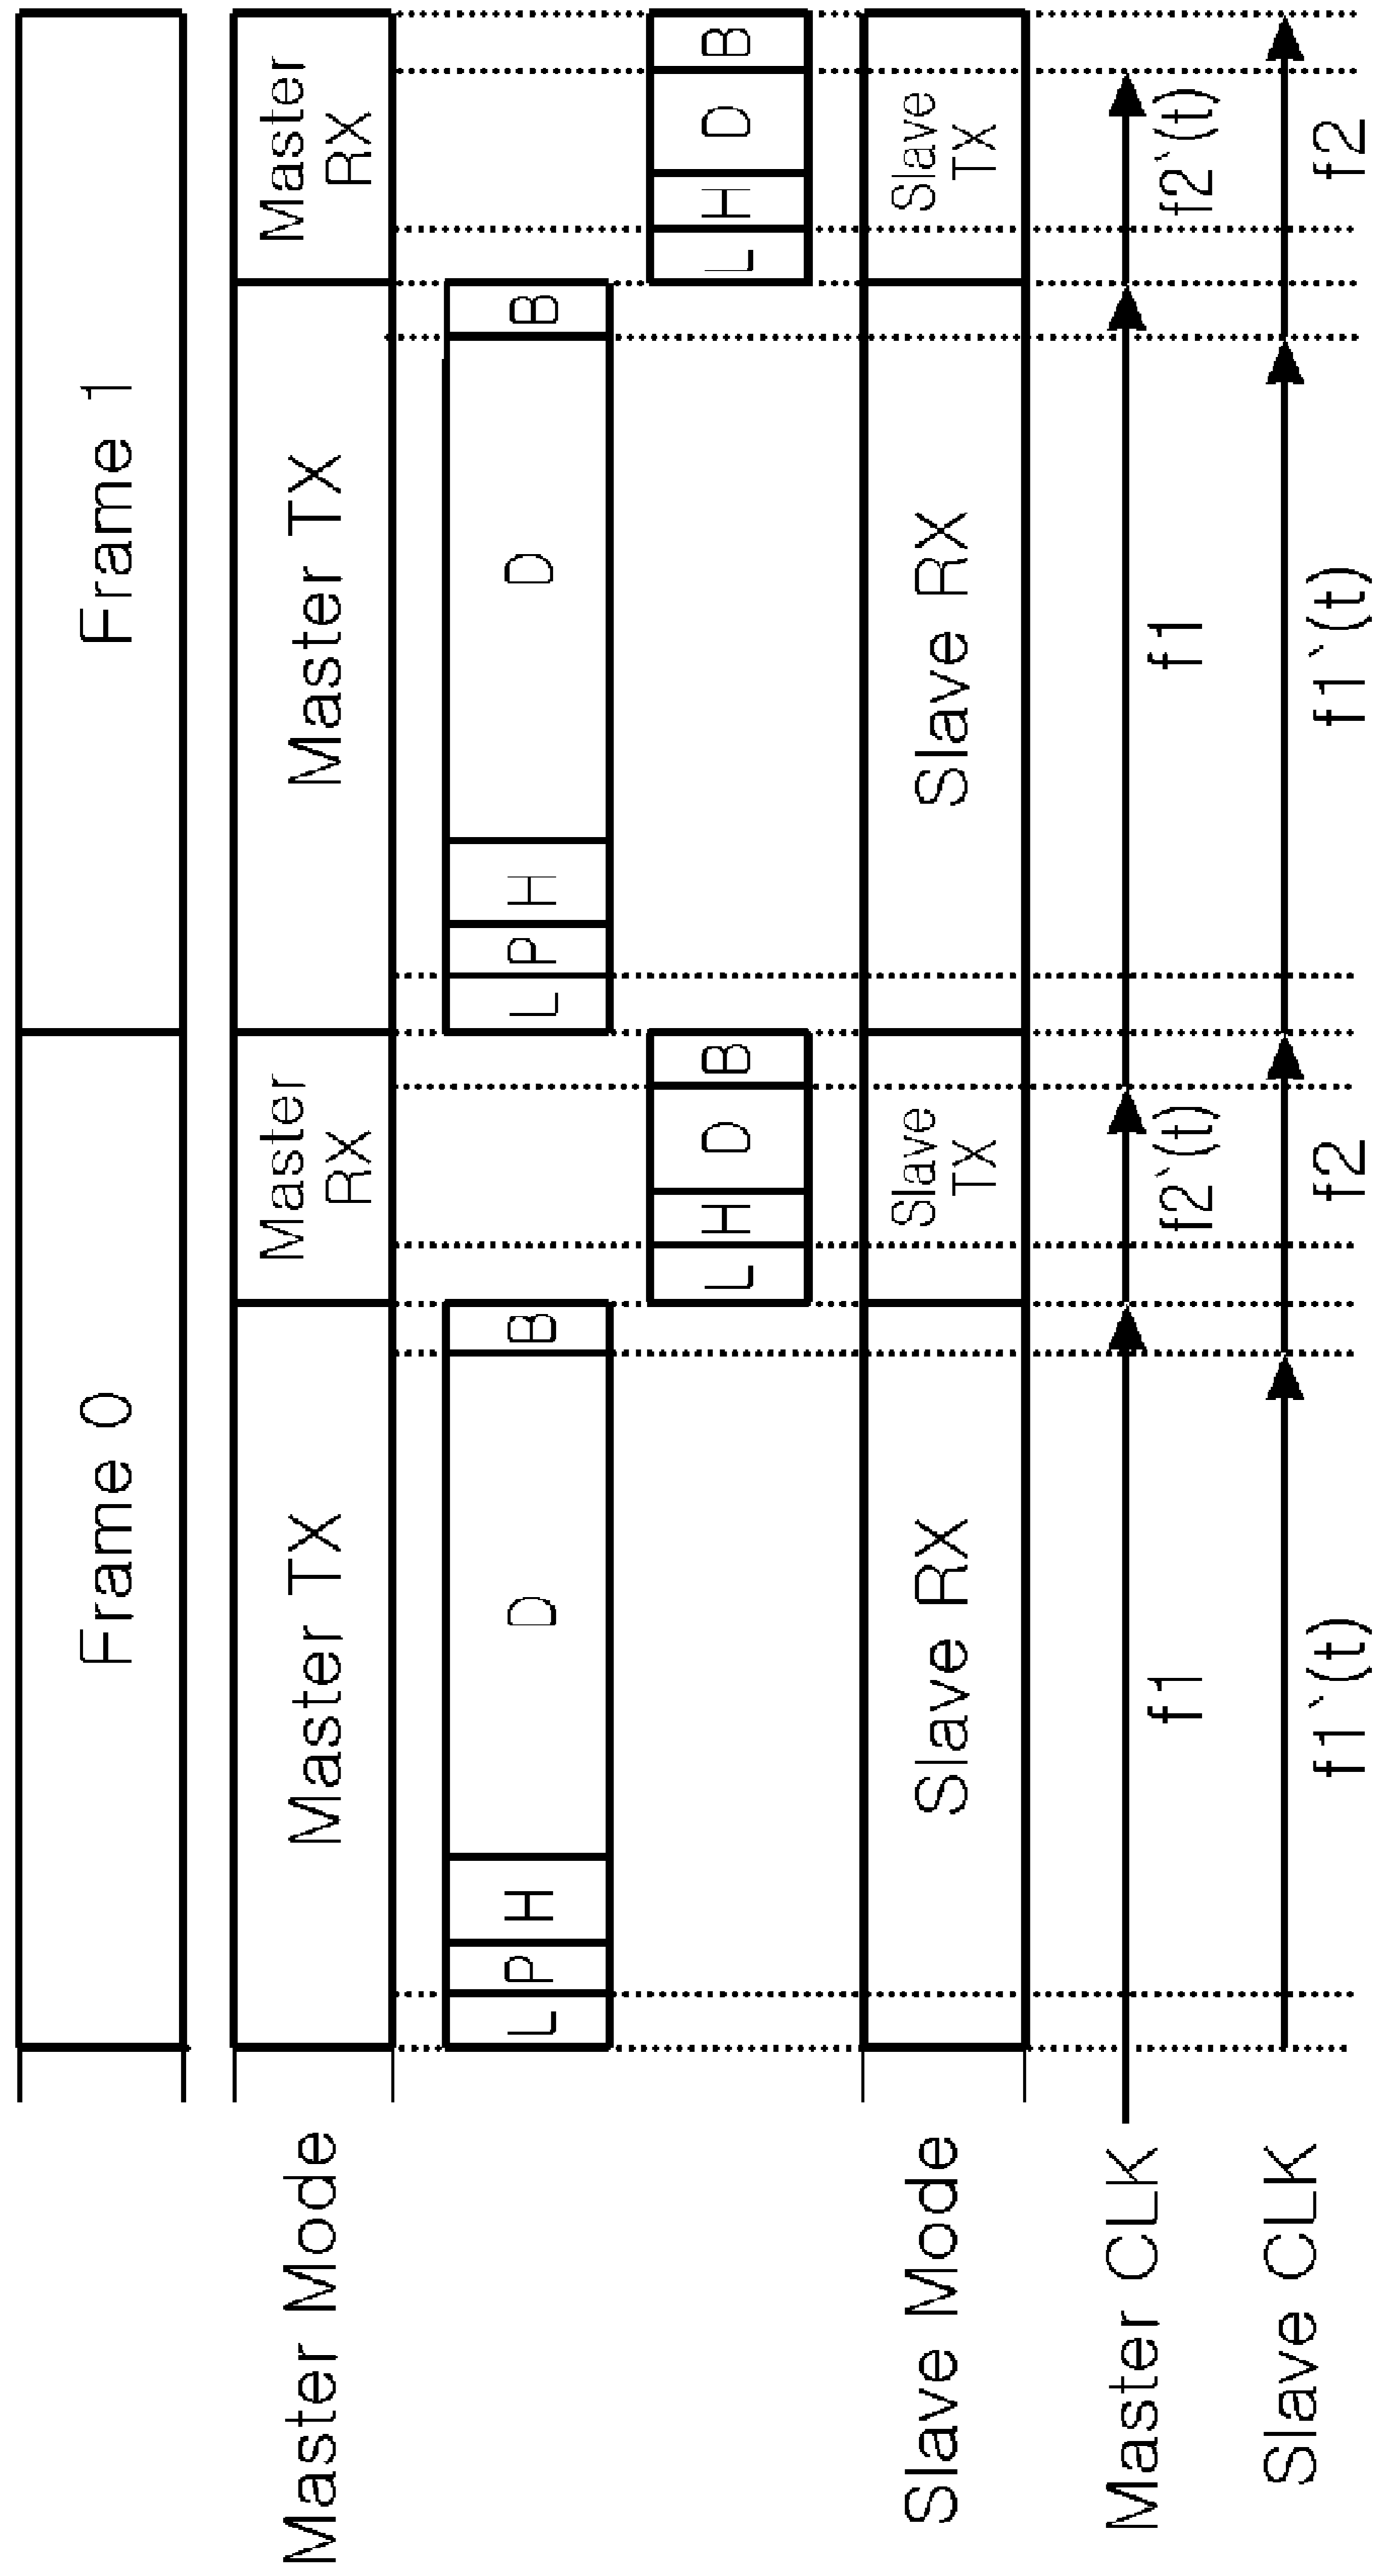 Frame 0
Frame 1
Master Mode
Master TX
Master RX
Master TX
Master RX
L P H D B
L P H D B
L H D B
L H D B
Slave Mode
Slave RX
Slave TX
Slave RX
Slave TX
Master CLK
f1
f2`(t)
f1
f2`(t)
Slave CLK
f1`(t)
f2
f1`(t)
f2